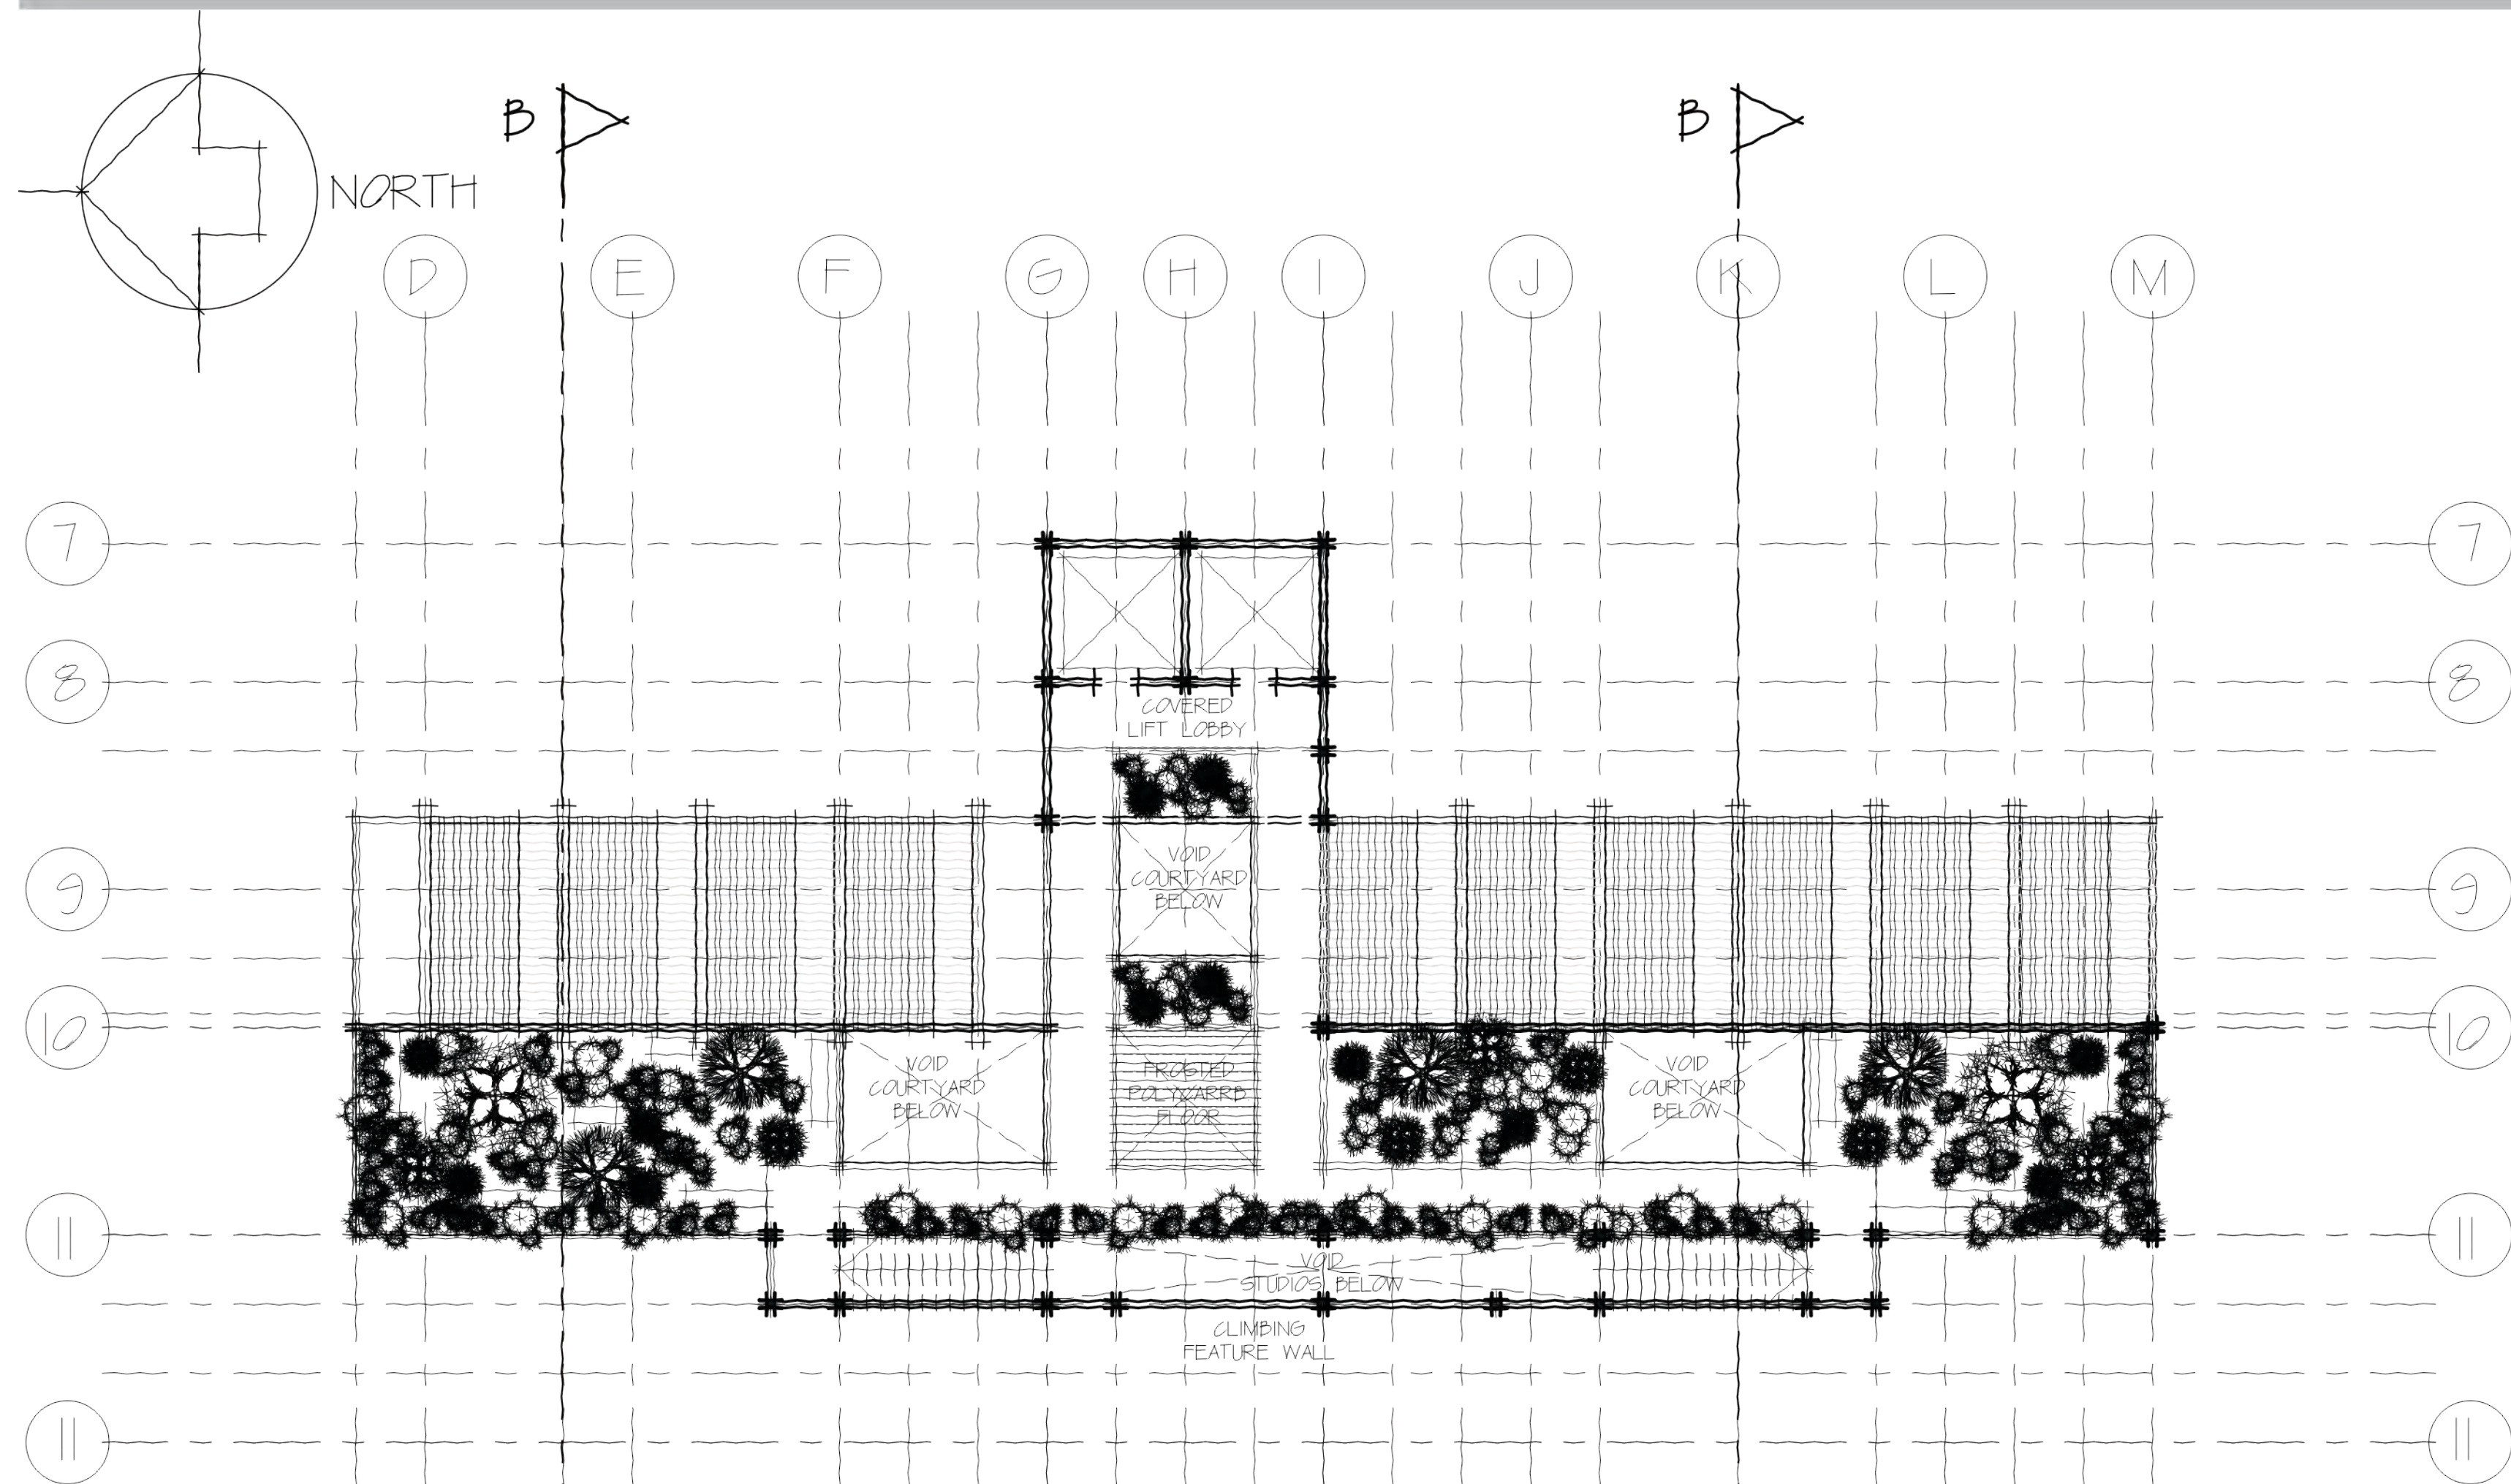 B
B
NORTH
D E F G H I J K L M
7 7
8 8
COVERED
LIFT LOBBY
VOID
COURTYARD
BELOW
9 9
10 10
VOID
COURTYARD
BELOW
FROSTED
POLYCARRB
FLOOR
VOID
COURTYARD
BELOW
11 11
VOID
STUDIOS BELOW
CLIMBING
FEATURE WALL
11 11